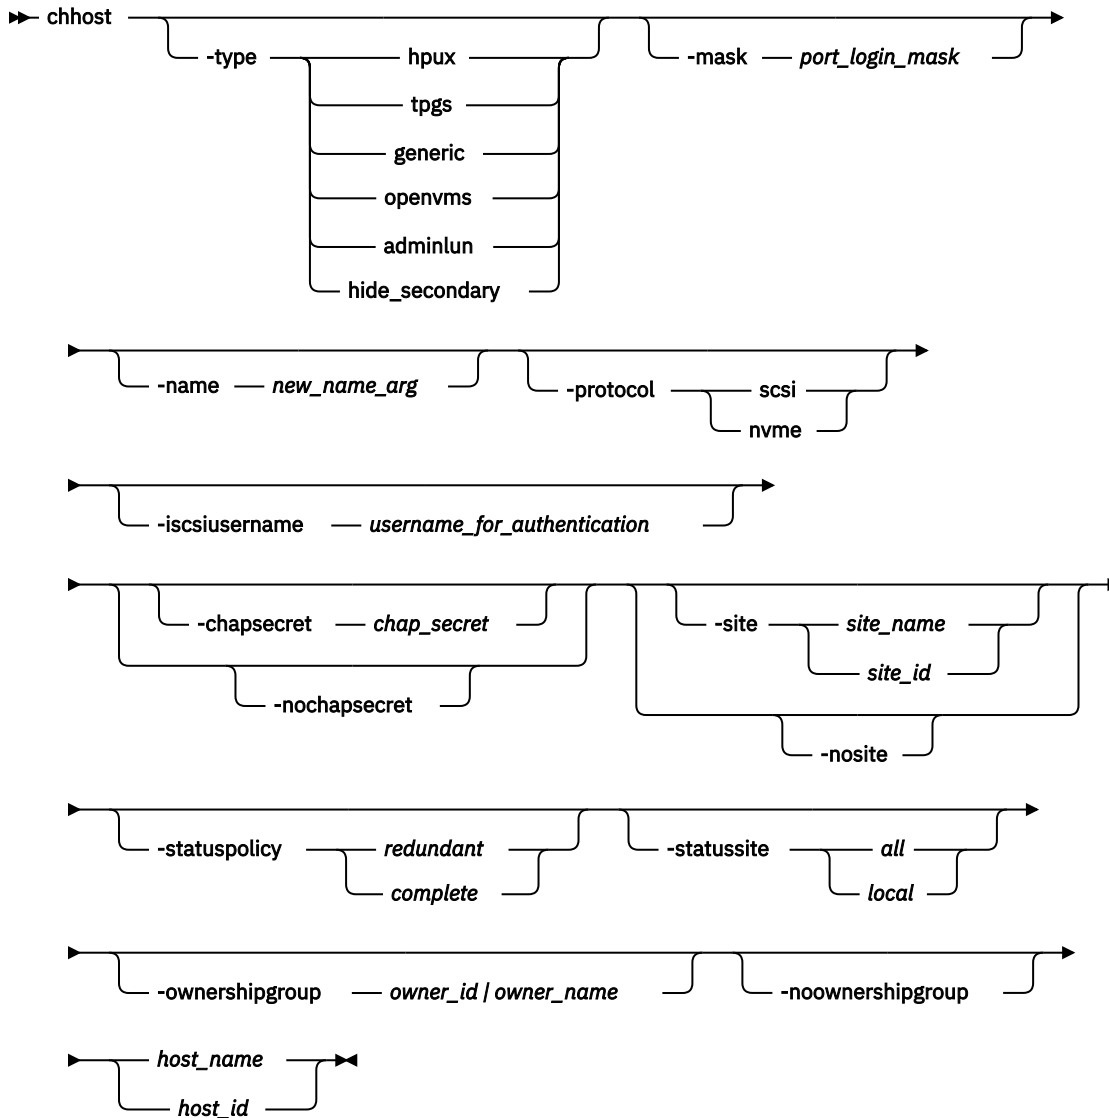 chhost
-type hpux -mask port_login_mask
tpgs
generic
openvms
adminlun
hide_secondary
-name new_name_arg -protocol scsi
nvme
-iscsiusername username_for_authentication
-chapsecret chap_secret -site site_name
site_id
-nochapsecret
-nosite
-statuspolicy redundant -statussite all
complete local
-ownershipgroup owner_id / owner_name -noownershipgroup
host_name
host_id